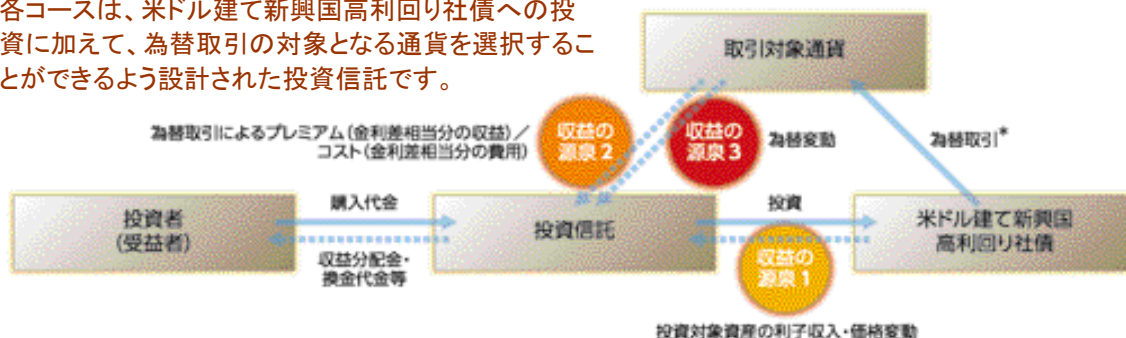 各コースは、米ドル建て新興国高利回り社債への投
資に加えて、為替取引の対象となる通貨を選択するこ
とができるよう設計された投資信託です。
取引対象通貨
為替取引によるプレミアム(金利差相当分の収益)/
コスト(金利差相当分の費用)
収益の
源泉2
収益の
源泉3
為替変動
為替取引*
投資者
(受益者)
購入代金
収益分配金・
換金代金等
投資信託
投資
収益の
源泉1
米ドル建て新興国
高利回り社債
投資対象資産の利子収入・価格変動